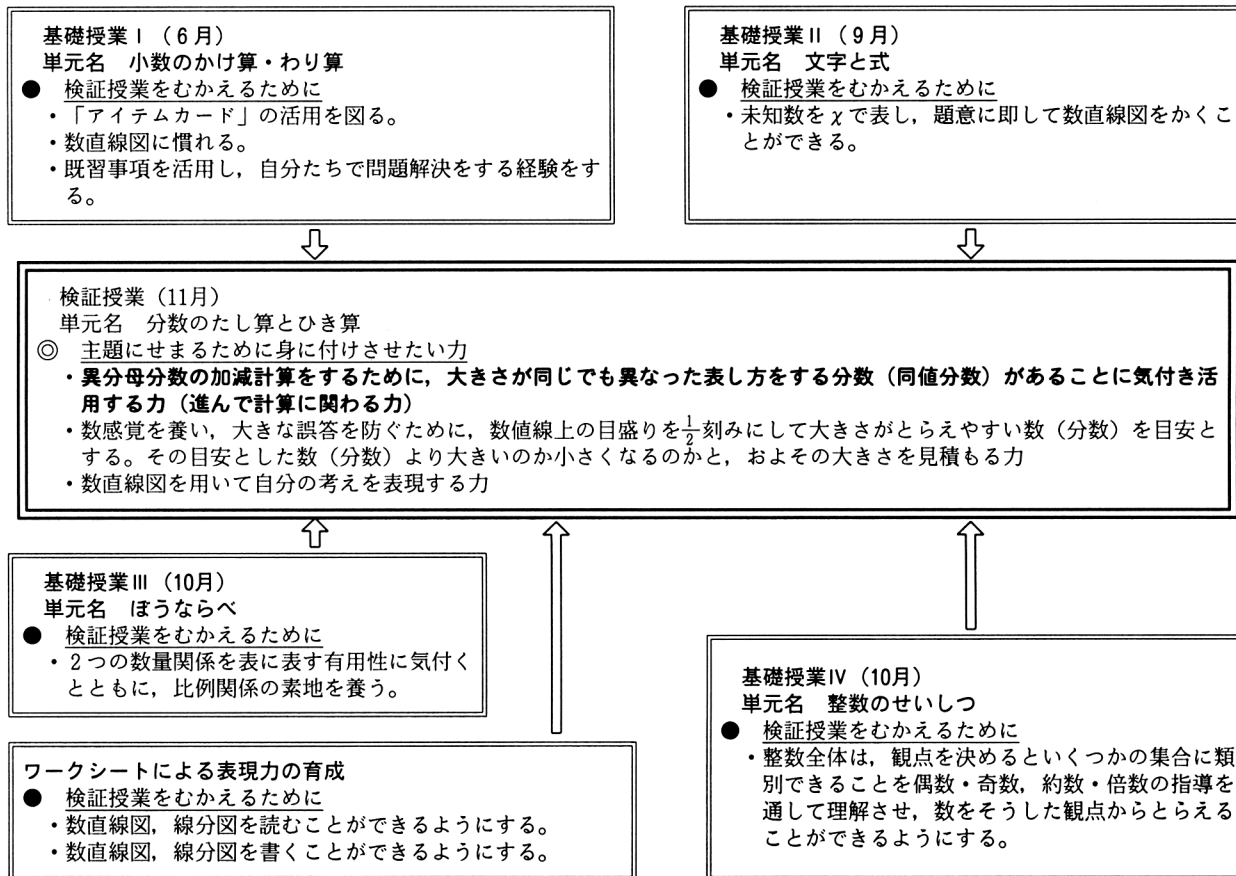 基礎授業Ⅰ（６月）
単元名　小数のかけ算・わり算
●　検証授業をむかえるために
・「アイテムカード」の活用を図る。
・数直線図に慣れる。
・既習事項を活用し，自分たちで問題解決をする経験をす
る。
基礎授業Ⅱ（９月）
単元名　文字と式
●　検証授業をむかえるために
・未知数をχで表し，題意に即して数直線図をかくこ
とができる。
検証授業（11月）
単元名　分数のたし算とひき算
◎　主題にせまるために身に付けさせたい力
・異分母分数の加減計算をするために，大きさが同じでも異なった表し方をする分数（同値分数）があることに気付き活
用する力（進んで計算に関わる力）
・数感覚を養い，大きな誤答を防ぐために，数値線上の目盛りを1/2刻みにして大きさがとらえやすい数（分数）を目安と
する。その目安とした数（分数）より大きいのか小さくなるのかと，およその大きさを見積もる力
・数直線図を用いて自分の考えを表現する力
基礎授業Ⅲ（10月）
単元名　ぼうならべ
●　検証授業をむかえるために
・２つの数量関係を表に表す有用性に気付く
とともに，比例関係の素地を養う。
ワークシートによる表現力の育成
●　検証授業をむかえるために
・数直線図，線分図を読むことができるようにする。
・数直線図，線分図を書くことができるようにする。
基礎授業Ⅳ（10月）
単元名　整数のせいしつ
●　検証授業をむかえるために
・整数全体は，観点を決めるといくつかの集合に類
別できることを偶数・奇数，約数・倍数の指導を
通して理解させ，数をそうした観点からとらえる
ことができるようにする。